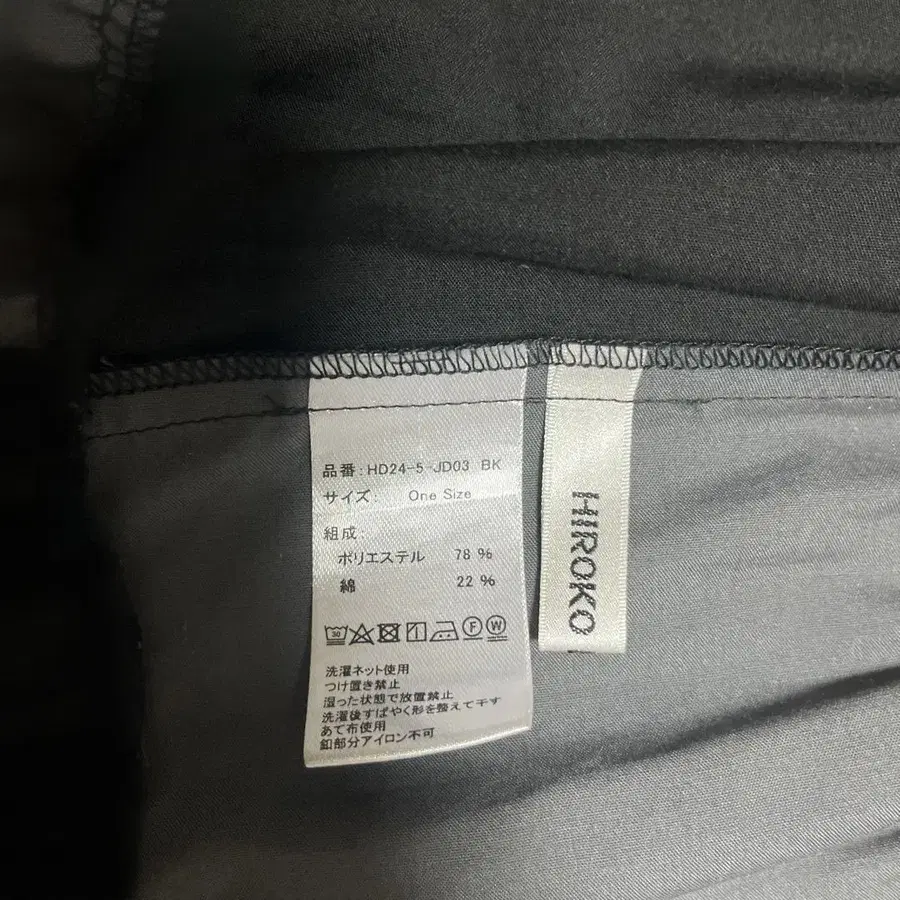 品番:HD24-5-JD03 BK
サイズ: One Size
組成:
ポリエステル 78 %
綿 22 %
30 F W
洗濯ネット使用
つけ置き禁止
湿った状態で放置禁止
洗濯後すばやく形を整えて干す
あて布使用
釦部分アイロン不可
HIROKO